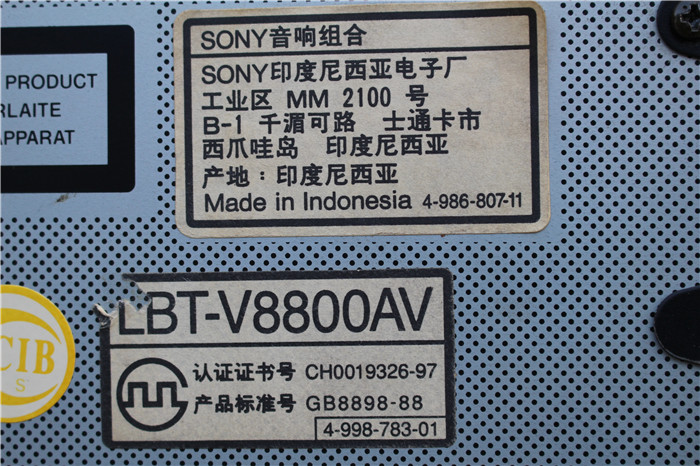 PRODUCT
RLAITE
APPARAT
SONY音响组合
SONY印度尼西亚电子厂
工业区 MM 2100 号
B-1 千湄可路 士通卡市
西爪哇岛 印度尼西亚
产地：印度尼西亚
Made in Indonesia 4-986-807-11
LBT-V8800AV
认证证书号 CH0019326-97
产品标准号 GB8898-88
4-998-783-01
CIB
S